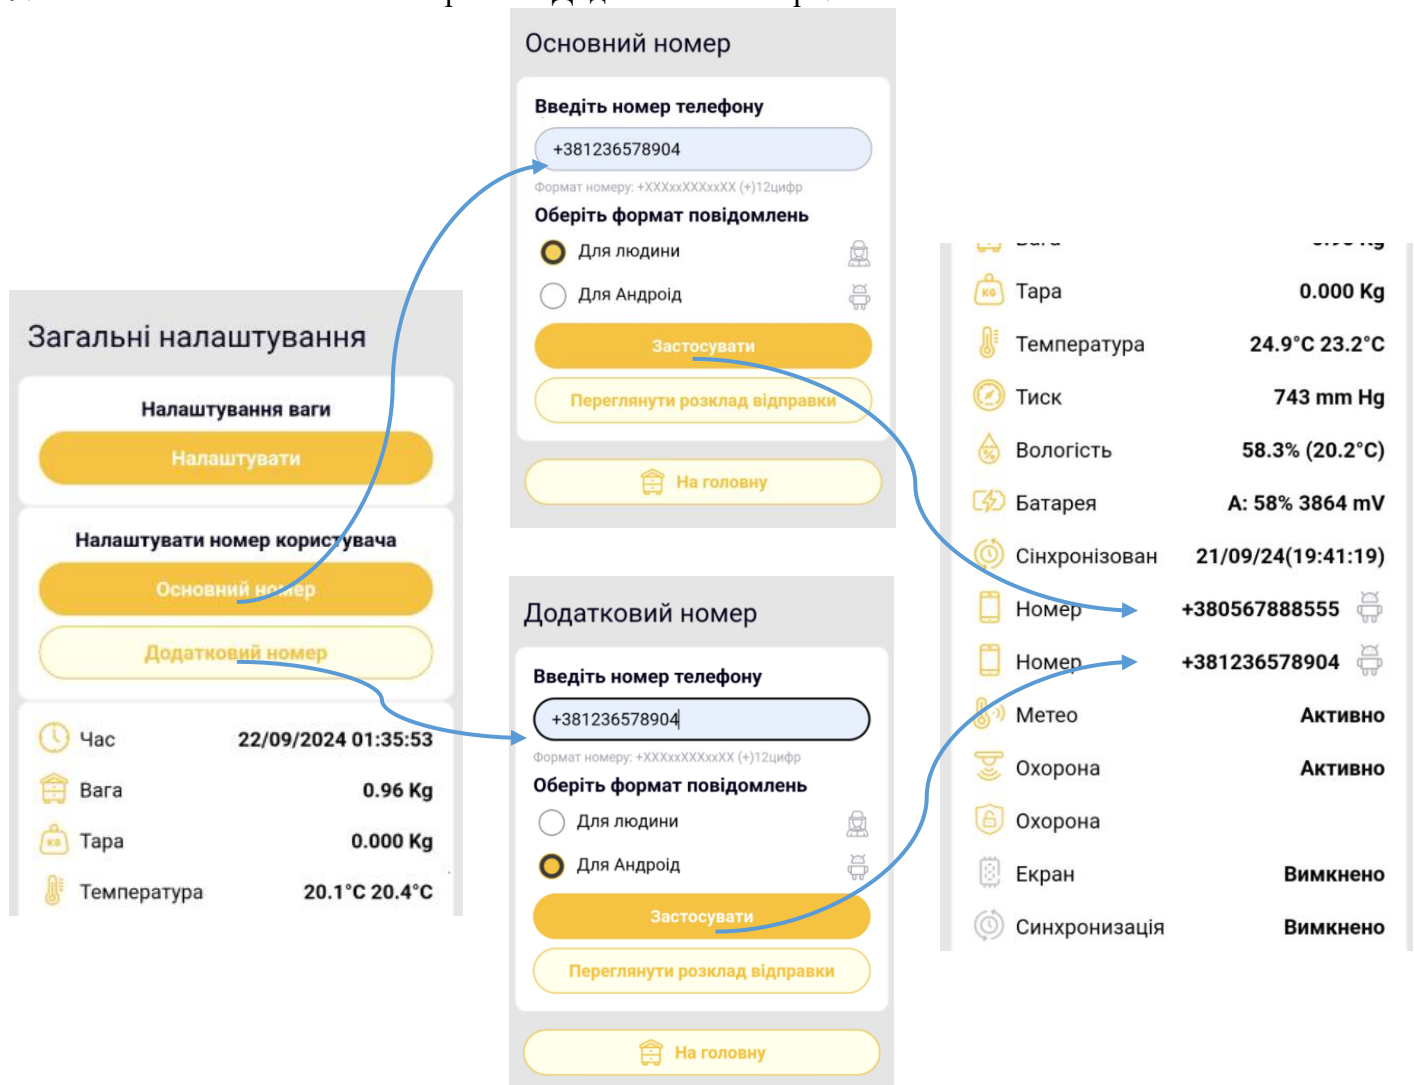 Основний номер
Введіть номер телефону
+381236578904
Формат номеру: +XXXxxXXXxxXX (+)12цифр
Оберіть формат повідомлень
Для людини
Для Андроід
Застосувати
Переглянути розклад відправки
На головну
Загальні налаштування
Налаштування ваги
Налаштувати
Налаштувати номер користувача
Основний номер
Додатковий номер
Час 22/09/2024 01:35:53
Вага 0.96 Kg
Тара 0.000 Kg
Температура 20.1°C 20.4°C
Додатковий номер
Введіть номер телефону
+381236578904
Формат номеру: +XXXxxXXXxxXX (+)12цифр
Оберіть формат повідомлень
Для людини
Для Андроід
Застосувати
Переглянути розклад відправки
На головну
KG Тара 0.000 Kg
Температура 24.9°C 23.2°C
Тиск 743 mm Hg
Вологість 58.3% (20.2°C)
Батарея A: 58% 3864 mV
Сінхронізован 21/09/24(19:41:19)
Номер +380567888555
Номер +381236578904
Метео Активно
Охорона Активно
Охорона
Екран Вимкнено
Синхронизація Вимкнено